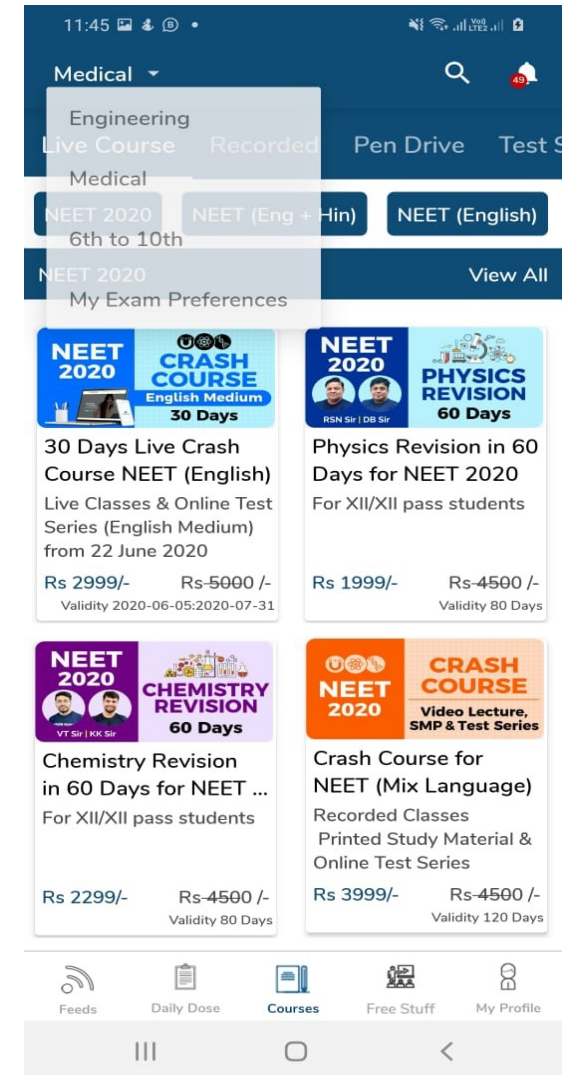 11:45
Medical
49
Engineering
Live Course Recorded Pen Drive Test S
Medical
NEET 2020 NEET (Eng + Hin) NEET (English)
6th to 10th
NEET 2020 View All
My Exam Preferences
NEET
2020
CRASH
COURSE
English Medium
30 Days
30 Days Live Crash
Course NEET (English)
Live Classes & Online Test
Series (English Medium)
from 22 June 2020
Rs 2999/- Rs 5000 /-
Validity 2020-06-05:2020-07-31
NEET
2020
RSN Sir | DB Sir
PHYSICS
REVISION
60 Days
Physics Revision in 60
Days for NEET 2020
For XII/XII pass students
Rs 1999/- Rs 4500 /-
Validity 80 Days
NEET
2020
VT Sir | KK Sir
CHEMISTRY
REVISION
60 Days
Chemistry Revision
in 60 Days for NEET ...
For XII/XII pass students
Rs 2299/- Rs 4500 /-
Validity 80 Days
NEET
2020
CRASH
COURSE
Video Lecture,
SMP & Test Series
Crash Course for
NEET (Mix Language)
Recorded Classes
Printed Study Material &
Online Test Series
Rs 3999/- Rs 4500 /-
Validity 120 Days
Feeds Daily Dose Courses Free Stuff My Profile